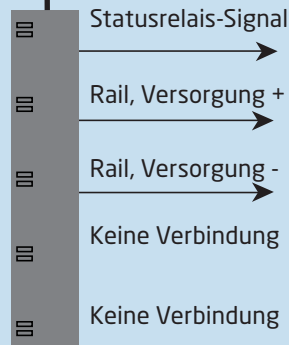 Statusrelais-Signal
Rail, Versorgung +
Rail, Versorgung -
Keine Verbindung
Keine Verbindung